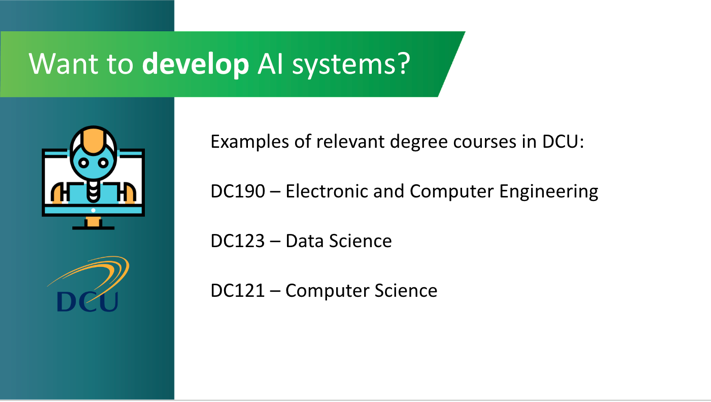 Want to develop AI systems?
Examples of relevant degree courses in DCU:
DC190 – Electronic and Computer Engineering
DC123 – Data Science
DC121 – Computer Science
DCU